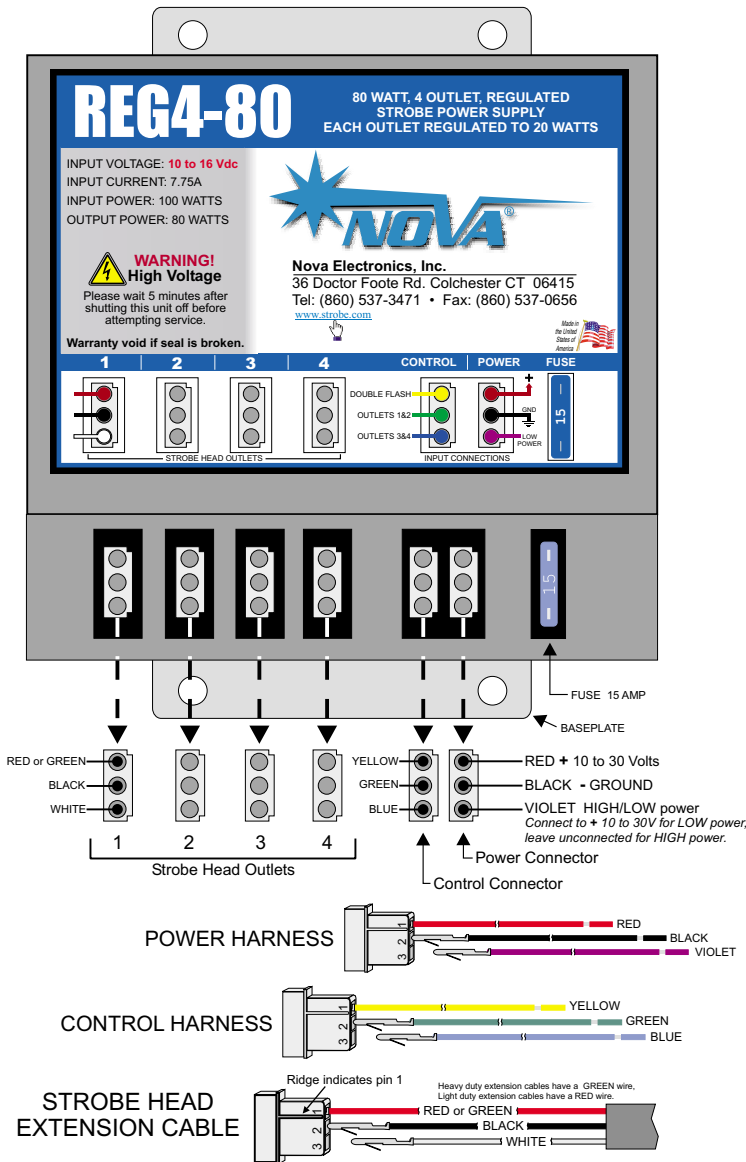 REG4-80
80 WATT, 4 OUTLET, REGULATED
STROBE POWER SUPPLY
EACH OUTLET REGULATED TO 20 WATTS
INPUT VOLTAGE: 10 to 16 Vdc
INPUT CURRENT: 7.75A
INPUT POWER: 100 WATTS
OUTPUT POWER: 80 WATTS
WARNING!
High Voltage
Please wait 5 minutes after
shutting this unit off before
attempting service.
Warranty void if seal is broken.
NOVA®
Nova Electronics, Inc.
36 Doctor Foote Rd. Colchester CT 06415
Tel: (860) 537-3471 • Fax: (860) 537-0656
www.strobe.com
Made in
the United
States of
America
1 | 2 | 3 | 4 CONTROL | POWER FUSE
DOUBLE FLASH
OUTLETS 1&2
OUTLETS 3&4
+
GND
LOW
POWER
15
STROBE HEAD OUTLETS
INPUT CONNECTIONS
15
FUSE 15 AMP
BASEPLATE
RED or GREEN
BLACK
WHITE
YELLOW
GREEN
BLUE
RED + 10 to 30 Volts
BLACK - GROUND
VIOLET HIGH/LOW power
Connect to + 10 to 30V for LOW power,
leave unconnected for HIGH power.
1 2 3 4
Strobe Head Outlets
Power Connector
Control Connector
POWER HARNESS
1
2
3
RED
BLACK
VIOLET
CONTROL HARNESS
1
2
3
YELLOW
GREEN
BLUE
STROBE HEAD
EXTENSION CABLE
Ridge indicates pin 1
Heavy duty extension cables have a GREEN wire,
Light duty extension cables have a RED wire.
1
2
3
RED or GREEN
BLACK
WHITE